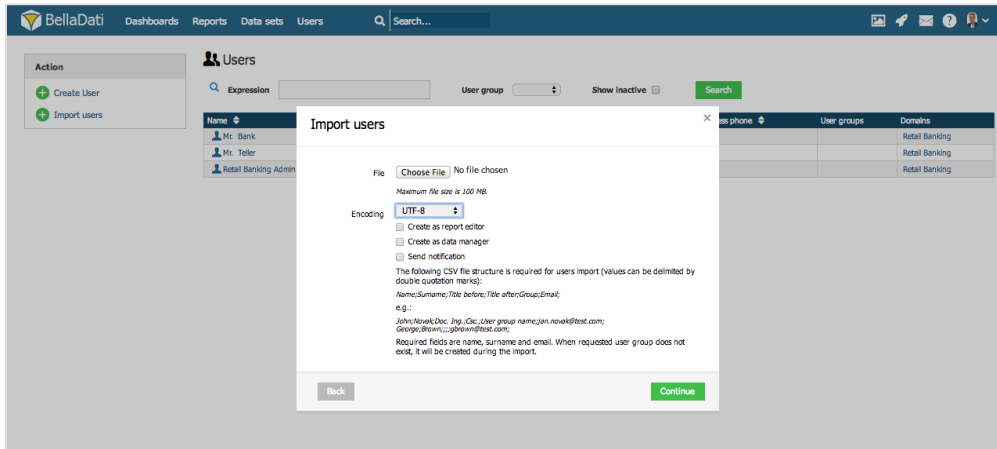 BellaDati Dashboards Reports Data sets Users Search...
Action
Create User
Import users
Users
Expression User group Show inactive Search
Name phone User groups Domains
Mr. Bank Retail Banking
Mr. Teller Retail Banking
Retail Banking Admin Retail Banking
Import users
File Choose File No file chosen
Maximum file size is 100 MB.
Encoding UTF-8
Create as report editor
Create as data manager
Send notification
The following CSV file structure is required for users import (values can be delimited by
double quotation marks):
Name;Surname;Title before;Title after;Group;Email;
e.g.:
John;Novak;Doc. Ing.;Csc.;User group name;jan.novak@test.com;
George;Brown;;;;gbrown@test.com;
Required fields are name, surname and email. When requested user group does not
exist, it will be created during the import.
Back Continue